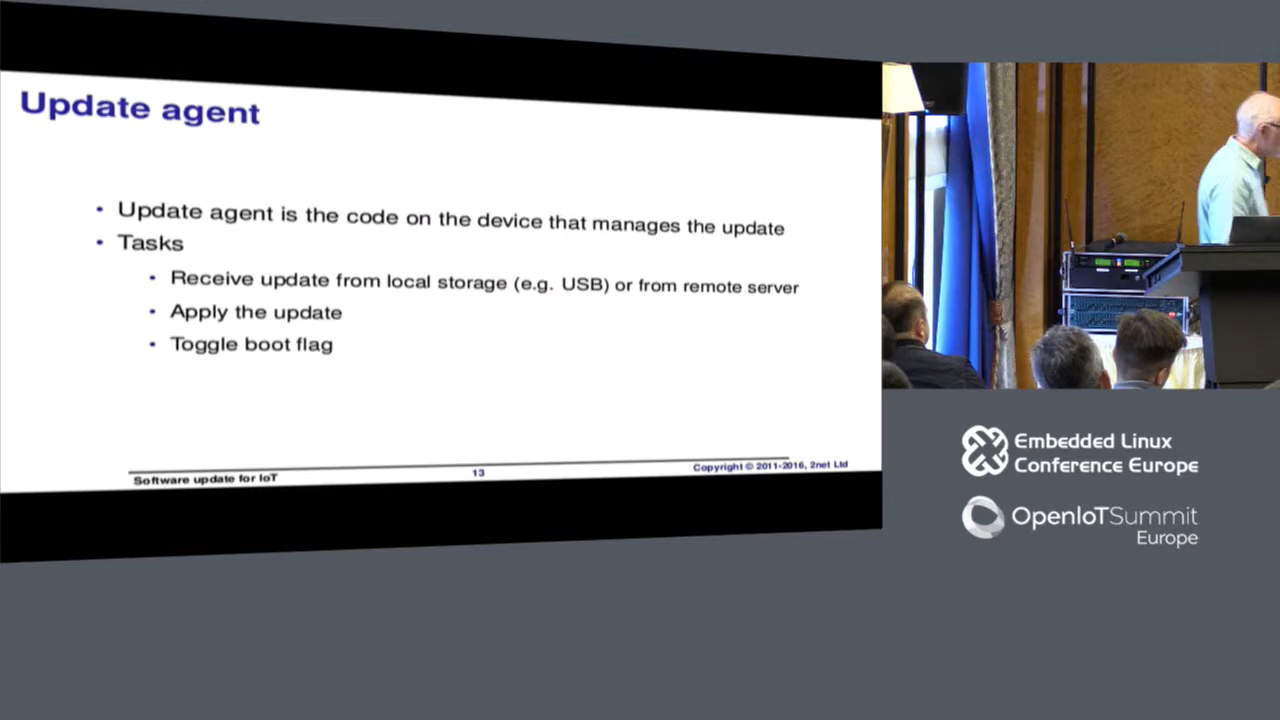 Update agent
• Update agent is the code on the device that manages the update
• Tasks
• Receive update from local storage (e.g. USB) or from remote server
• Apply the update
• Toggle boot flag
Software update for IoT
13
Copyright © 2011-2016, 2net Ltd
Embedded Linux
Conference Europe
OpenIoTSummit
Europe